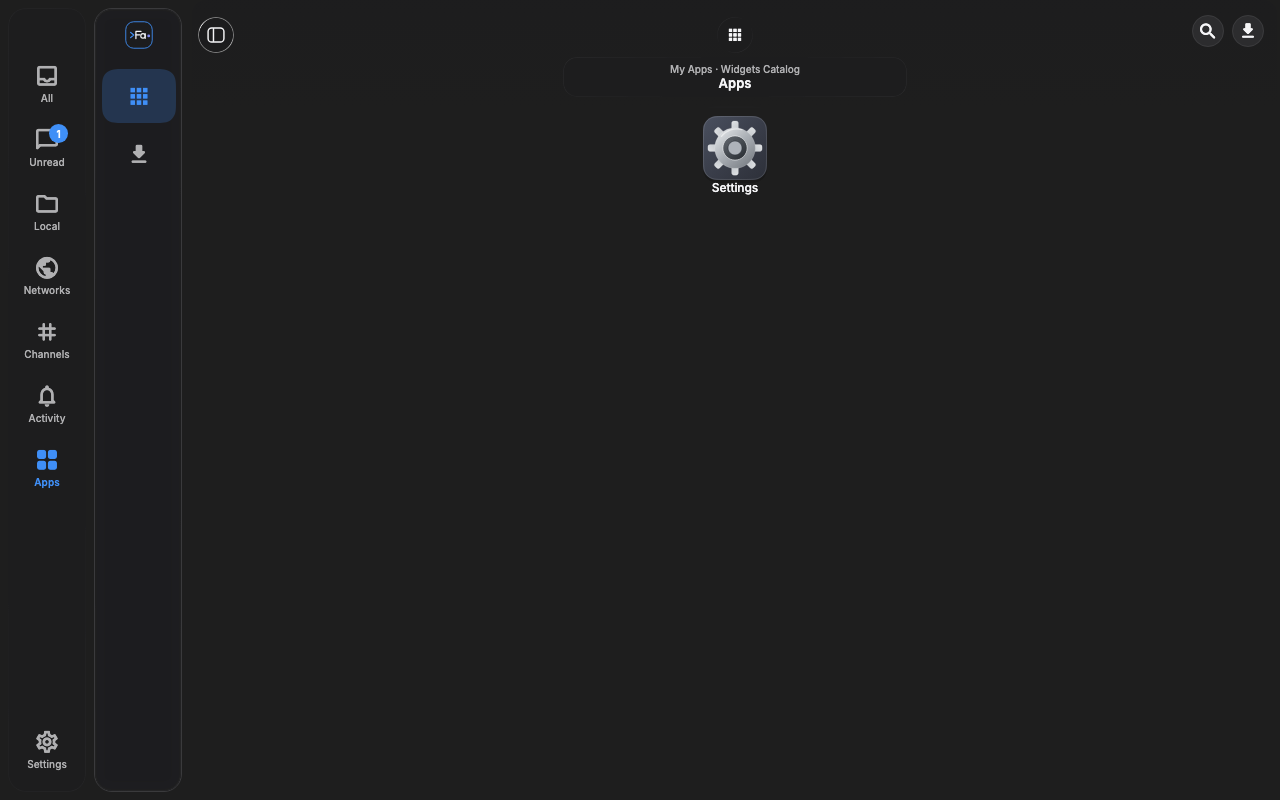 All
1
Unread
Local
Networks
Channels
Activity
Apps
Settings
>Fa
My Apps · Widgets Catalog
Apps
Settings